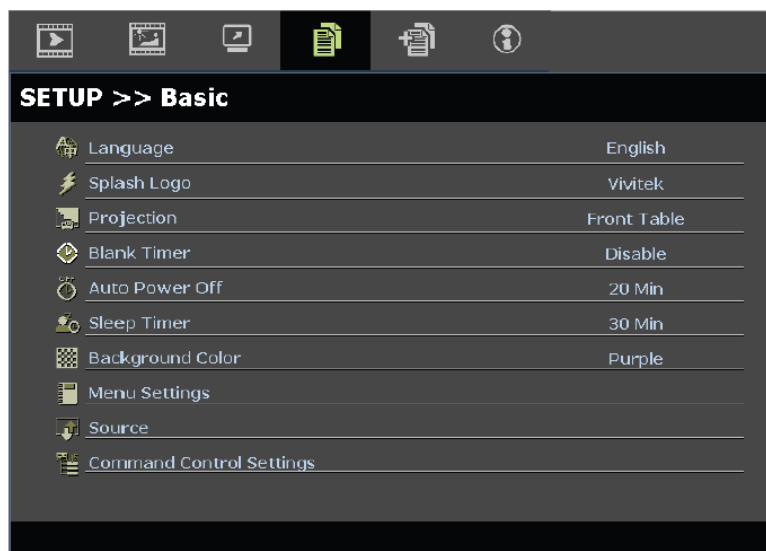 SETUP >> Basic
Language English
Splash Logo Vivitek
Projection Front Table
Blank Timer Disable
Auto Power Off 20 Min
Sleep Timer 30 Min
Background Color Purple
Menu Settings
Source
Command Control Settings